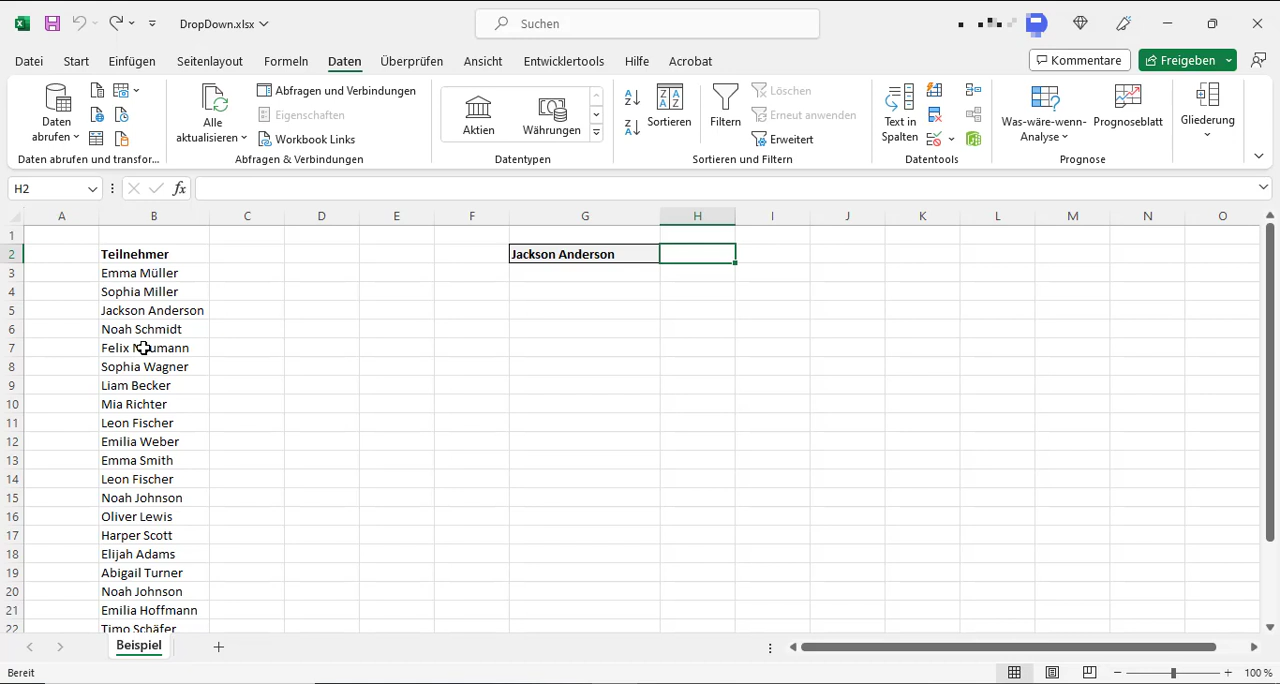 DropDown.xlsx
Suchen
Datei Start Einfügen Seitenlayout Formeln Daten Überprüfen Ansicht Entwicklertools Hilfe Acrobat Kommentare Freigeben
Daten abrufen
Alle aktualisieren
Abfragen und Verbindungen
Eigenschaften
Workbook Links
Aktien
Währungen
Sortieren
Filtern
Löschen
Erneut anwenden
Erweitert
Text in Spalten
Was-wäre-wenn-Analyse
Prognoseblatt
Gliederung
Daten abrufen und transfor... Abfragen & Verbindungen Datentypen Sortieren und Filtern Datentools Prognose
H2 fx
A B C D E F G H I J K L M N O
1
2 Teilnehmer Jackson Anderson
3 Emma Müller
4 Sophia Miller
5 Jackson Anderson
6 Noah Schmidt
7 Felix Neumann
8 Sophia Wagner
9 Liam Becker
10 Mia Richter
11 Leon Fischer
12 Emilia Weber
13 Emma Smith
14 Leon Fischer
15 Noah Johnson
16 Oliver Lewis
17 Harper Scott
18 Elijah Adams
19 Abigail Turner
20 Noah Johnson
21 Emilia Hoffmann
22 Timo Schäfer
Beispiel
Bereit 100 %